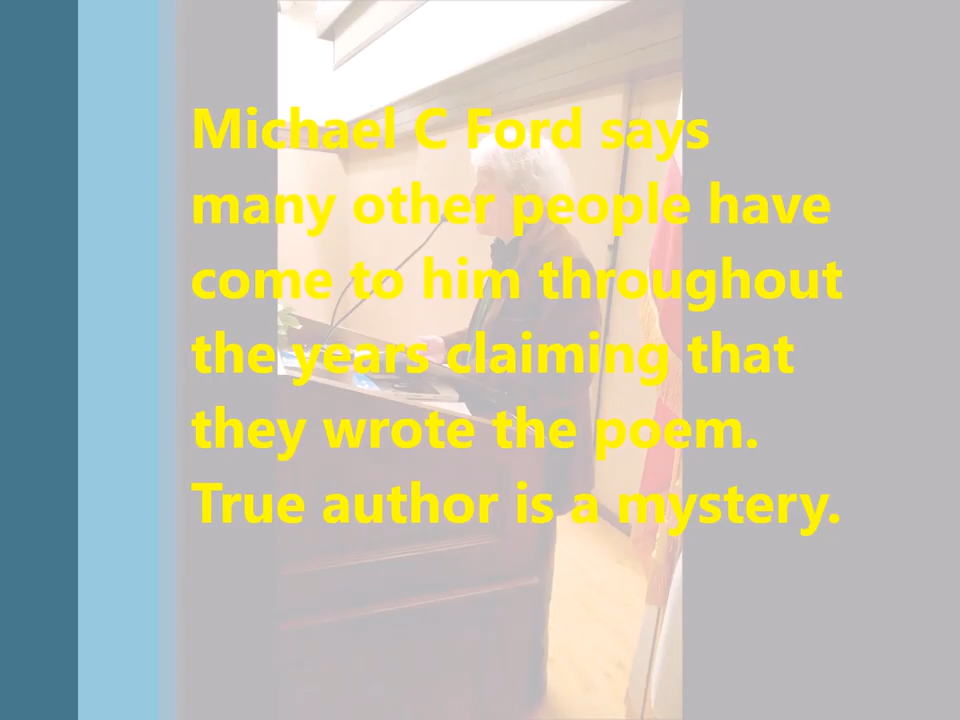 Michael C Ford says
many other people have
come to him throughout
the years claiming that
they wrote the poem.
True author is a mystery.